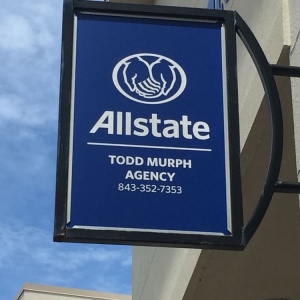 Allstate
TODD MURPH
AGENCY
843-352-7353